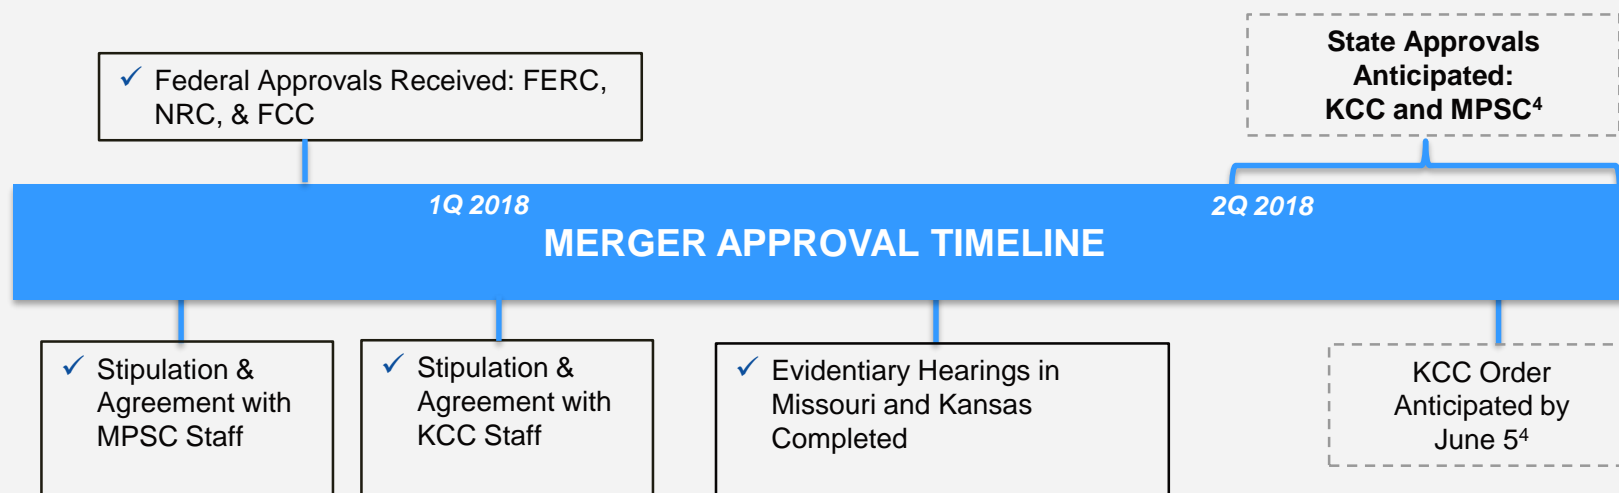 ✓ Federal Approvals Received: FERC,
NRC, & FCC
State Approvals
Anticipated:
KCC and MPSC⁴
1Q 2018
2Q 2018
MERGER APPROVAL TIMELINE
✓ Stipulation &
Agreement with
MPSC Staff
✓ Stipulation &
Agreement with
KCC Staff
✓ Evidentiary Hearings in
Missouri and Kansas
Completed
KCC Order
Anticipated by
June 5⁴